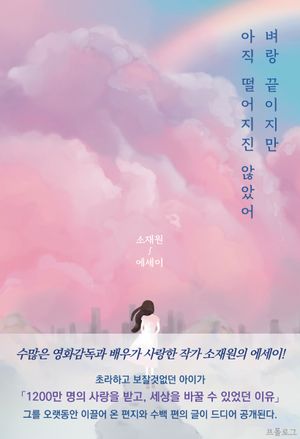 벼랑 끝이지만
아직 떨어지진 않았어
소재원
에세이
수많은 영화감독과 배우가 사랑한 작가 소재원의 에세이!
초라하고 보잘것없던 아이가
「1200만 명의 사랑을 받고, 세상을 바꿀 수 있었던 이유」
그를 오랫동안 이끌어 온 편지와 수백 편의 글이 드디어 공개된다.
프롤로그